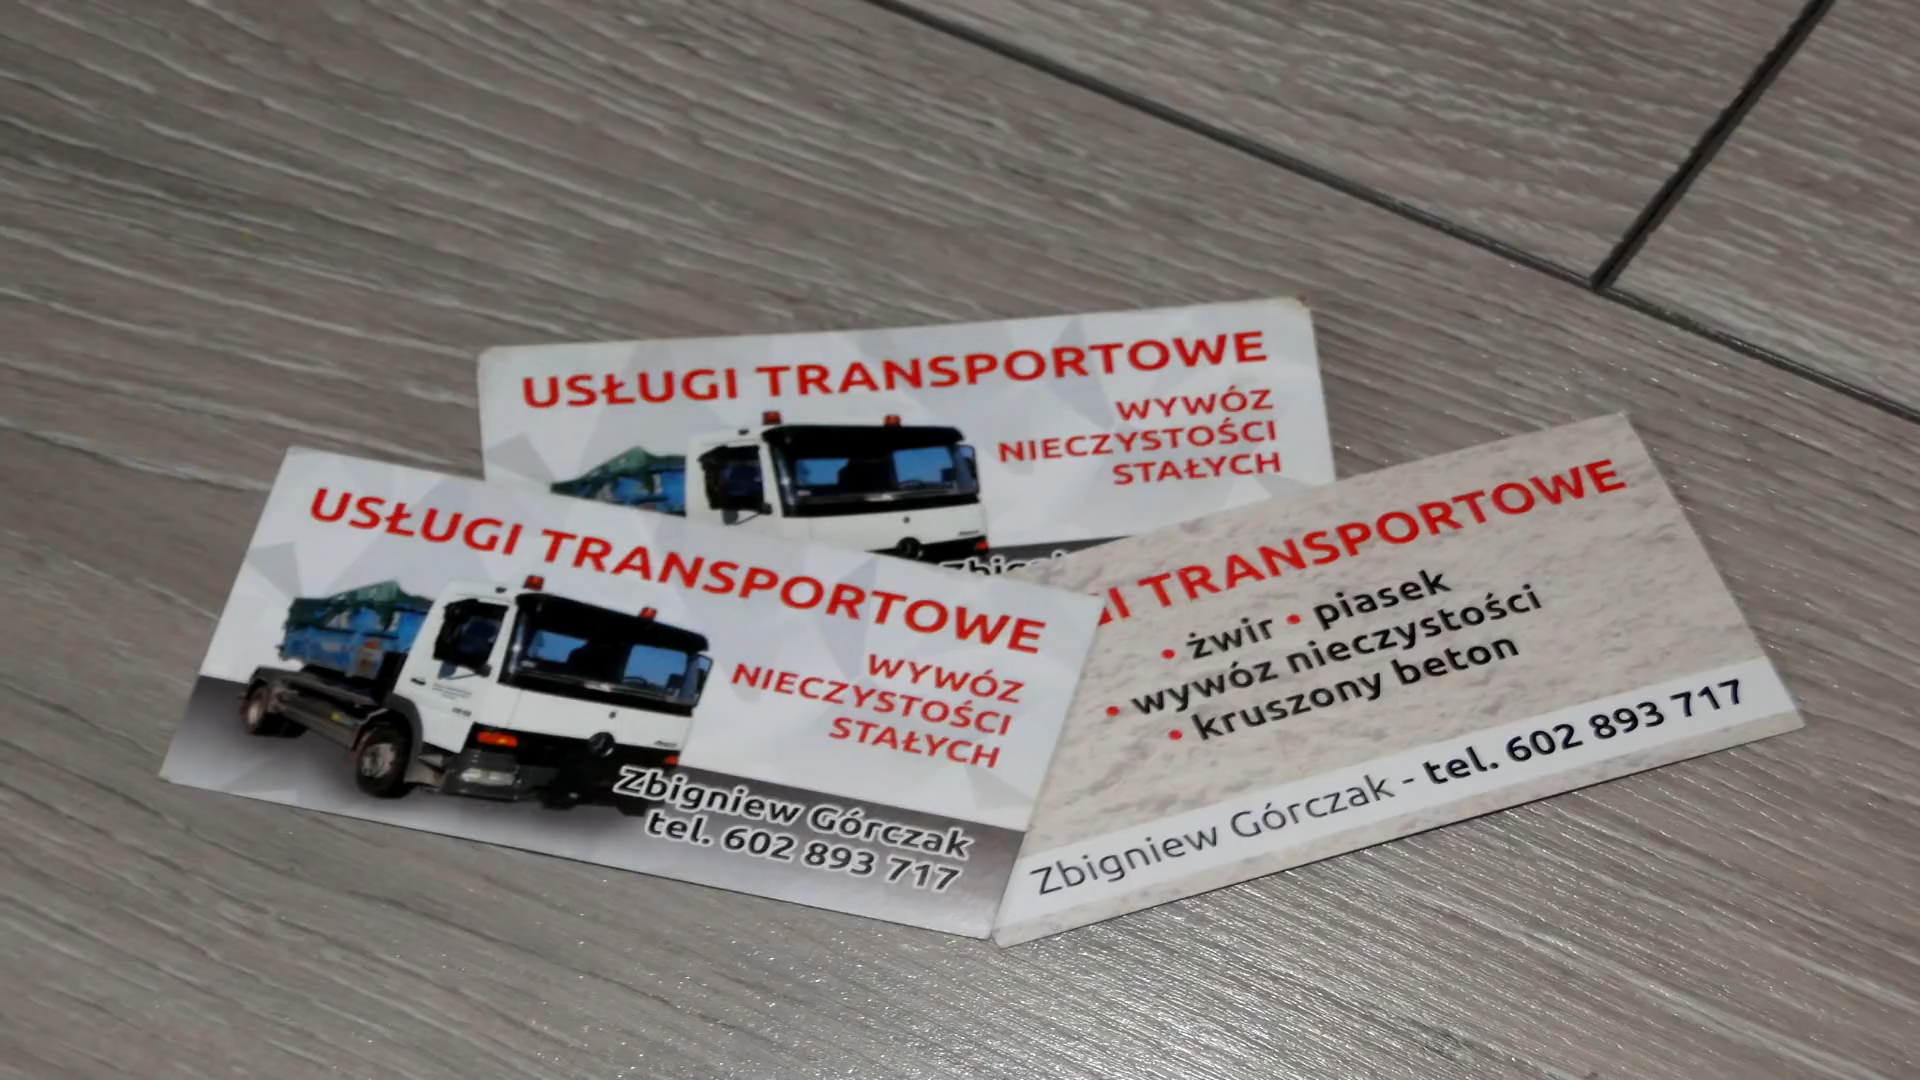 USŁUGI TRANSPORTOWE
WYWÓZ
NIECZYSTOŚCI
STAŁYCH
USŁUGI TRANSPORTOWE
WYWÓZ
NIECZYSTOŚCI
STAŁYCH
Zbigniew Górczak
tel. 602 893 717
TRANSPORTOWE
• żwir • piasek
• wywóz nieczystości
• kruszony beton
Zbigniew Górczak - tel. 602 893 717